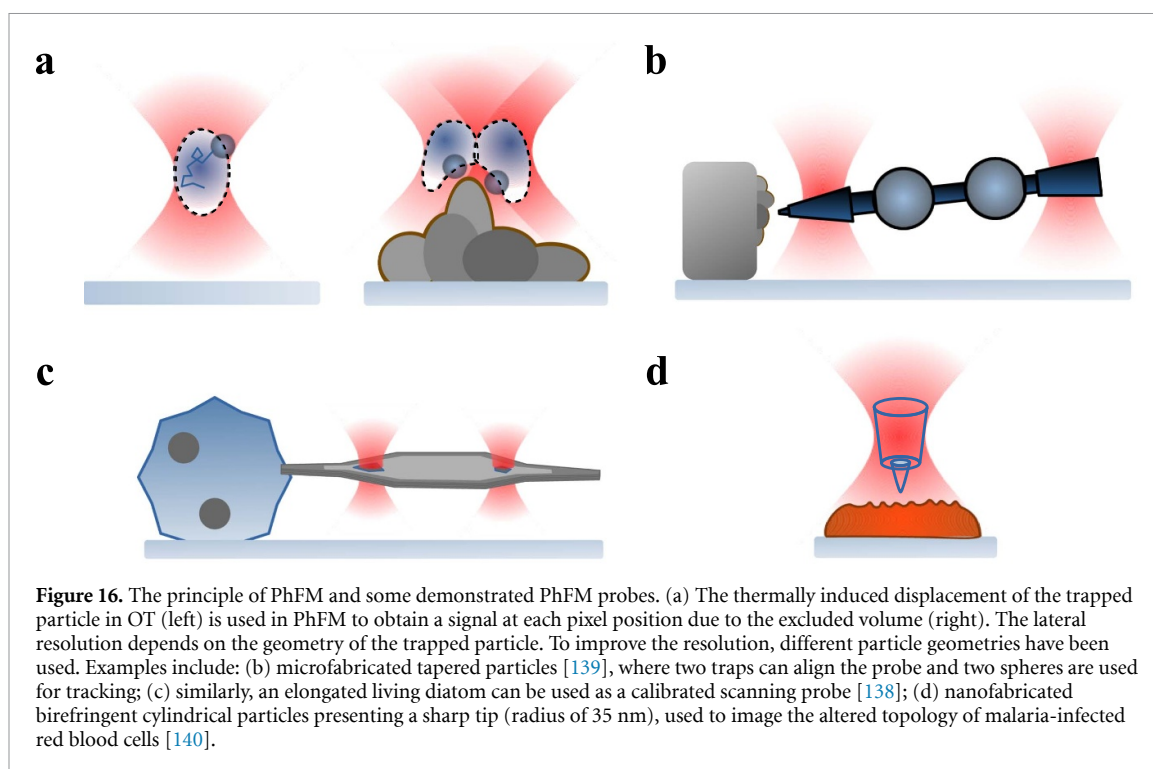 a
b
c
d
Figure 16. The principle of PhFM and some demonstrated PhFM probes. (a) The thermally induced displacement of the trapped
particle in OT (left) is used in PhFM to obtain a signal at each pixel position due to the excluded volume (right). The lateral
resolution depends on the geometry of the trapped particle. To improve the resolution, different particle geometries have been
used. Examples include: (b) microfabricated tapered particles [139], where two traps can align the probe and two spheres are used
for tracking; (c) similarly, an elongated living diatom can be used as a calibrated scanning probe [138]; (d) nanofabricated
birefringent cylindrical particles presenting a sharp tip (radius of 35 nm), used to image the altered topology of malaria-infected
red blood cells [140].